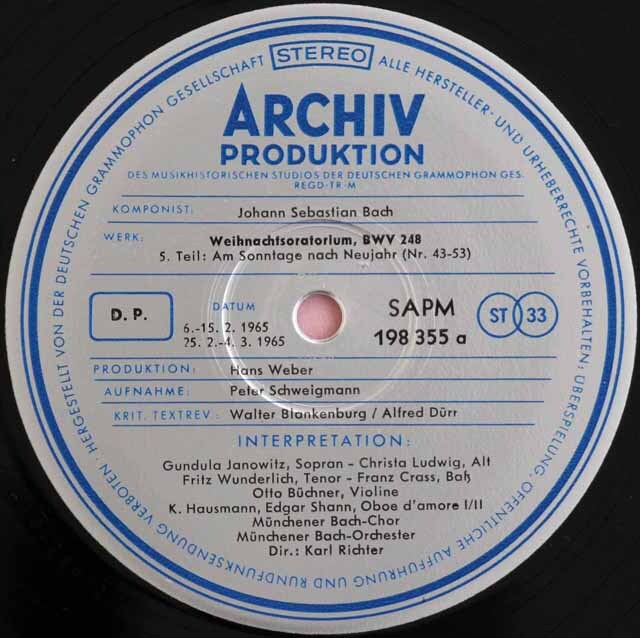 HERGESTELLT VON DER DEUTSCHEN GRAMMOPHON GESELLSCHAFT STEREO ALLE HERSTELLER- UND URHEBERRECHTE VORBEHALTEN; ÜBERSPIELUNG, ÖFFENTLICHE AUFFÜHRUNG UND RUNDFUNKSENDUNG VERBOTEN ·
ARCHIV
PRODUKTION
DES MUSIKHISTORISCHEN STUDIOS DER DEUTSCHEN GRAMMOPHON GES.
REGD-TR-M
KOMPONIST: Johann Sebastian Bach
WERK: Weihnachtsoratorium, BWV 248
5. Teil: Am Sonntage nach Neujahr (Nr. 43-53)
D. P.
DATUM
6.-15. 2. 1965
25. 2.-4. 3. 1965
SAPM
198 355 a
ST 33
PRODUKTION: Hans Weber
AUFNAHME: Peter Schweigmann
KRIT. TEXTREV.: Walter Blankenburg / Alfred Dürr
INTERPRETATION:
Gundula Janowitz, Sopran – Christa Ludwig, Alt
Fritz Wunderlich, Tenor – Franz Crass, Baß
Otto Büchner, Violine
K. Hausmann, Edgar Shann, Oboe d'amore I/II
Münchener Bach-Chor
Münchener Bach-Orchester
Dir.: Karl Richter